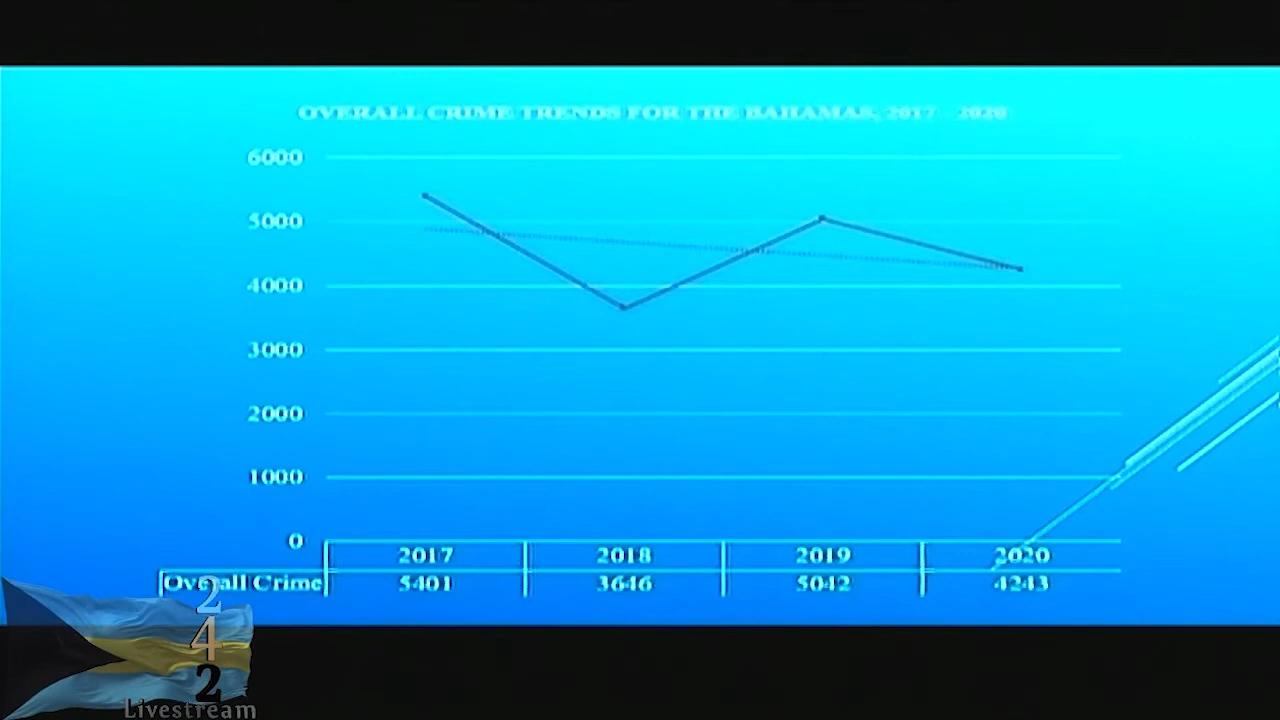 OVERALL CRIME TRENDS FOR THE BAHAMAS, 2017 - 2020
6000
5000
4000
3000
2000
1000
0
2017 2018 2019 2020
Overall Crime 5401 3646 5042 4243
2
4
2
Livestream